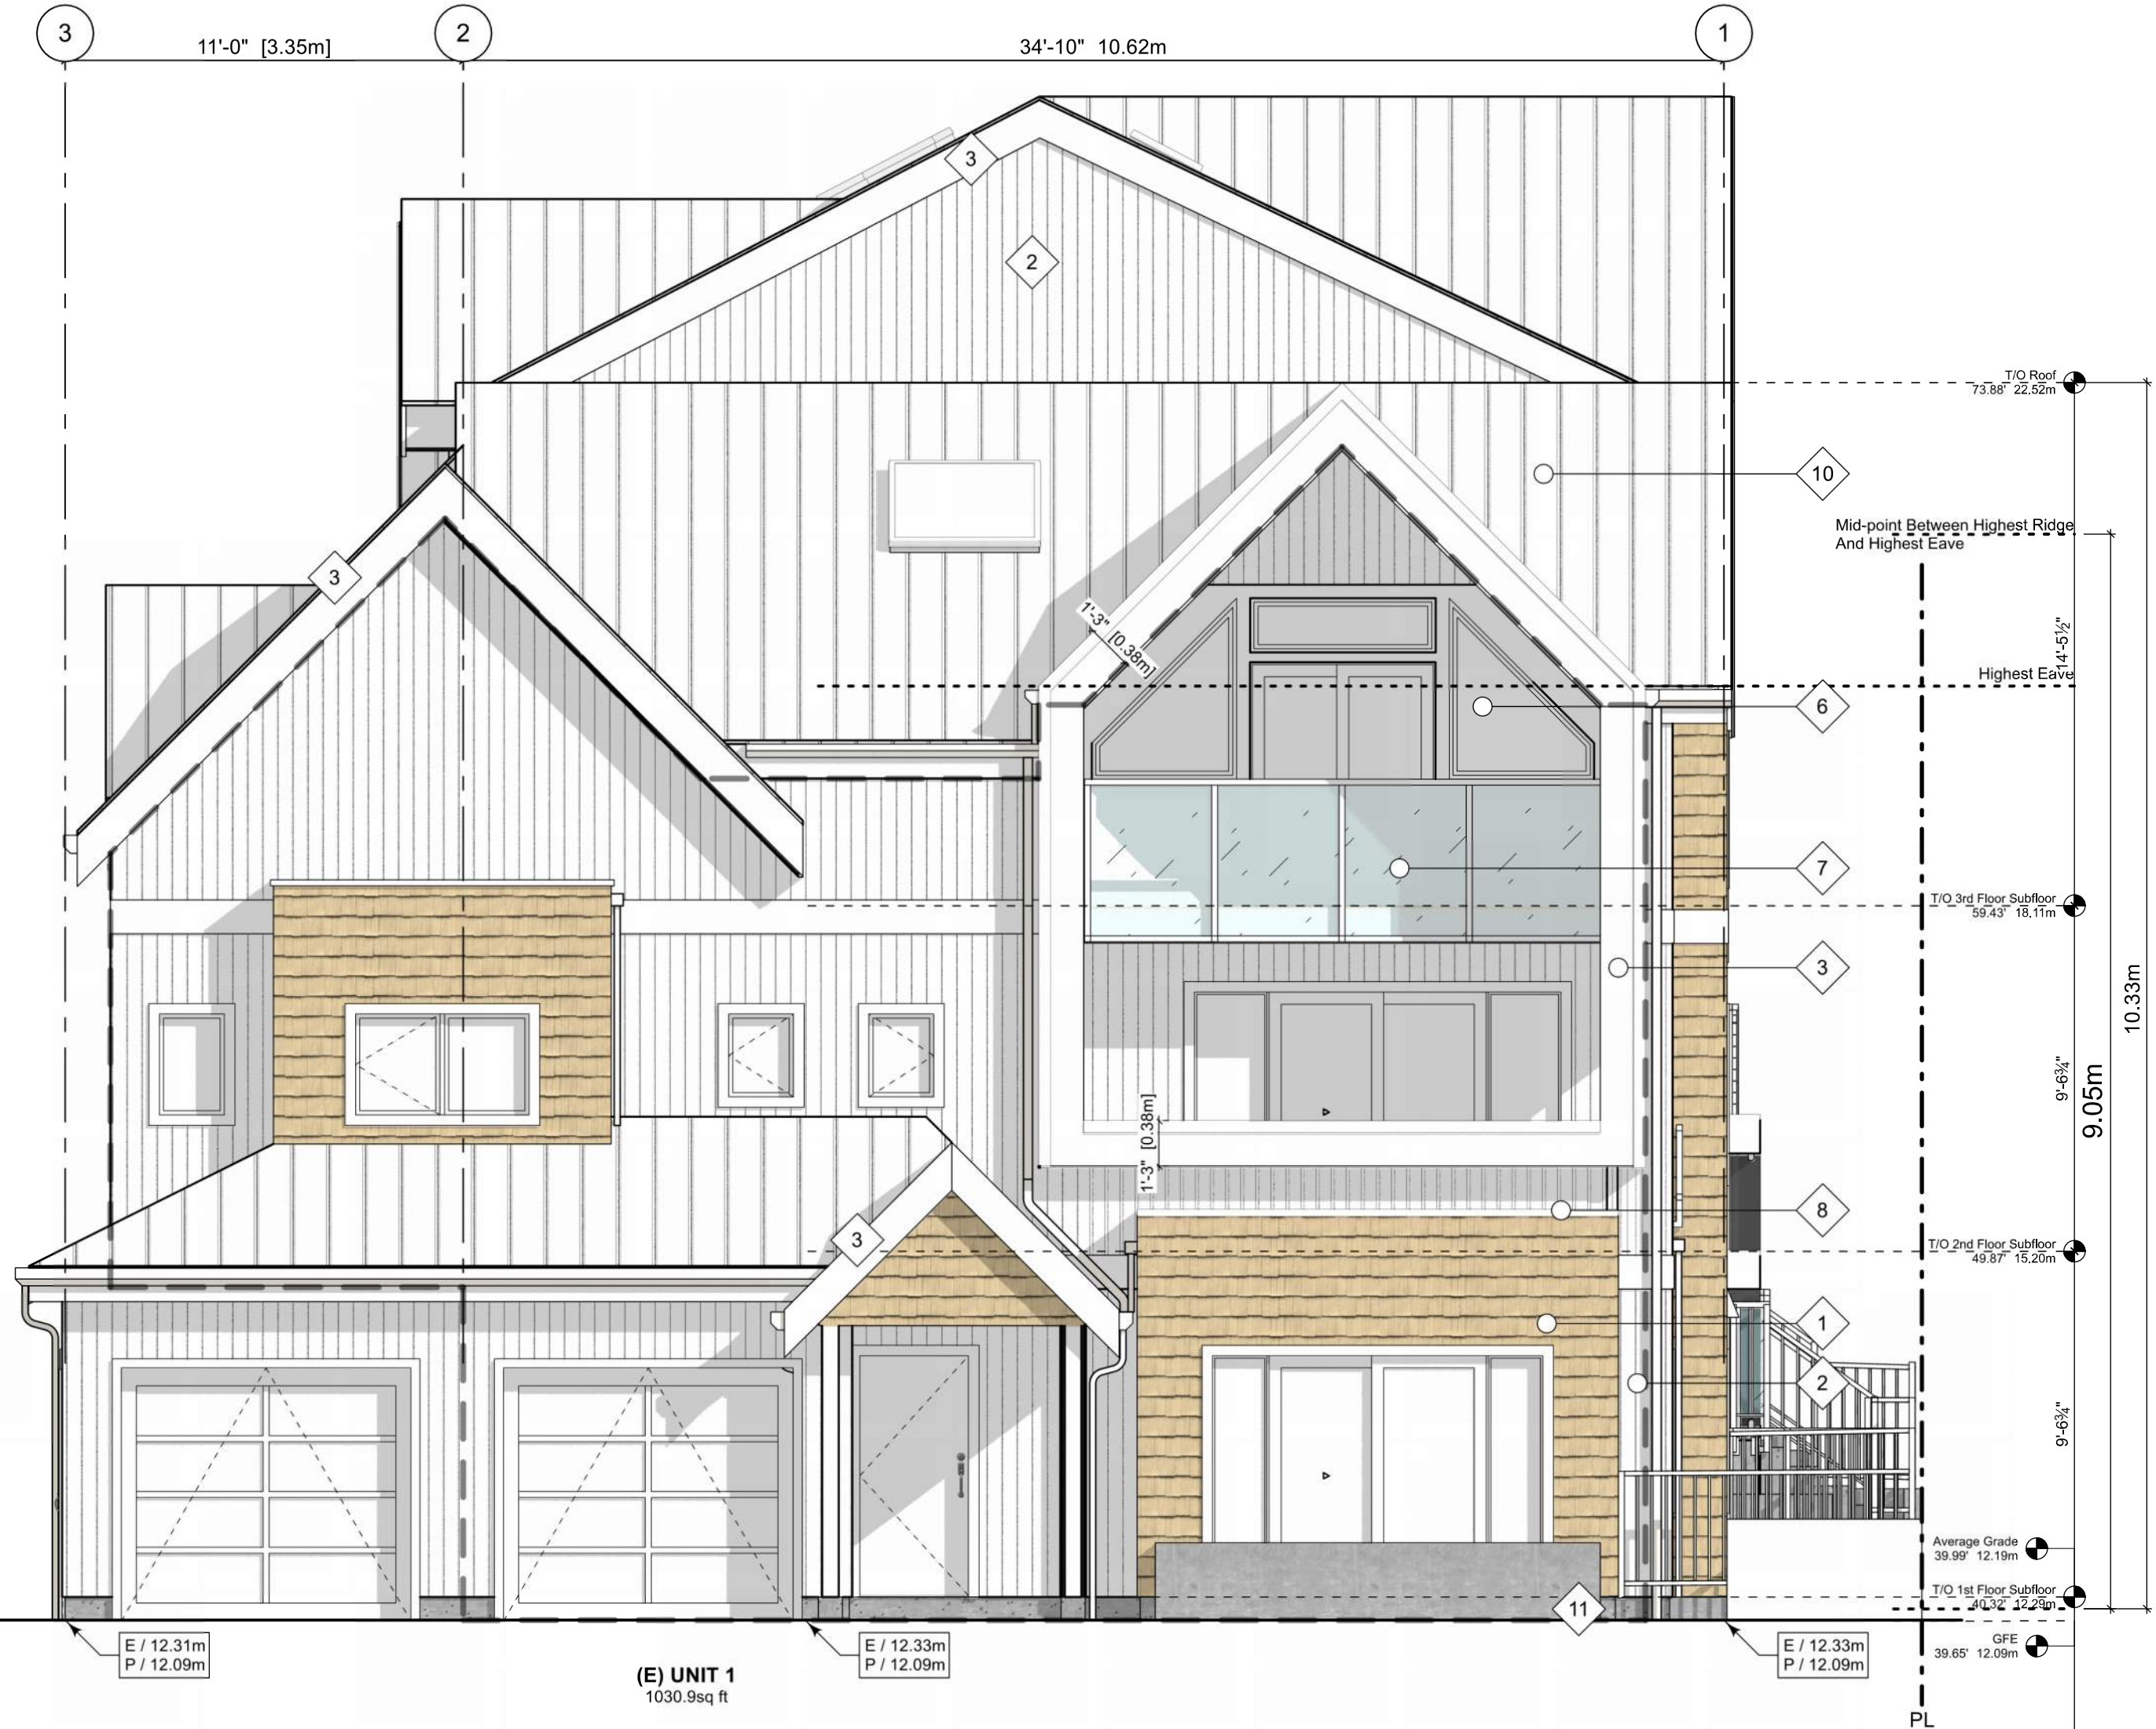 3
2
1
11'-0" [3.35m]
34'-10" 10.62m
3
2
T/O Roof
73.88' 22.52m
10
Mid-point Between Highest Ridge
And Highest Eave
3
1'-3" [0.38m]
14'-5½"
Highest Eave
6
7
T/O 3rd Floor Subfloor
59.43' 18.11m
3
10.33m
9'-6¾"
9.05m
1'-3" [0.38m]
8
3
T/O 2nd Floor Subfloor
49.87' 15.20m
1
2
9'-6¾"
Average Grade
39.99' 12.19m
T/O 1st Floor Subfloor
40.32' 12.29m
11
GFE
39.65' 12.09m
E / 12.31m
P / 12.09m
E / 12.33m
P / 12.09m
E / 12.33m
P / 12.09m
(E) UNIT 1
1030.9sq ft
PL